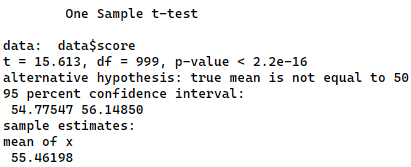 One Sample t-test
data: data$score
t = 15.613, df = 999, p-value < 2.2e-16
alternative hypothesis: true mean is not equal to 50
95 percent confidence interval:
54.77547 56.14850
sample estimates:
mean of x
55.46198